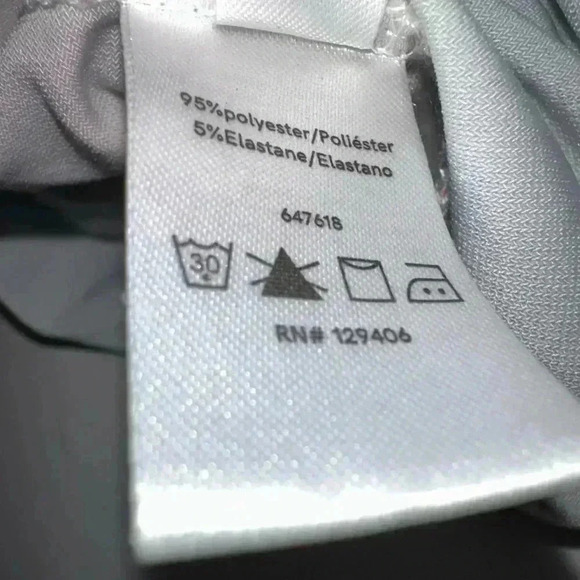 95%polyester/Poliéster
5%Elastane/Elastano
647618
30
RN# 129406